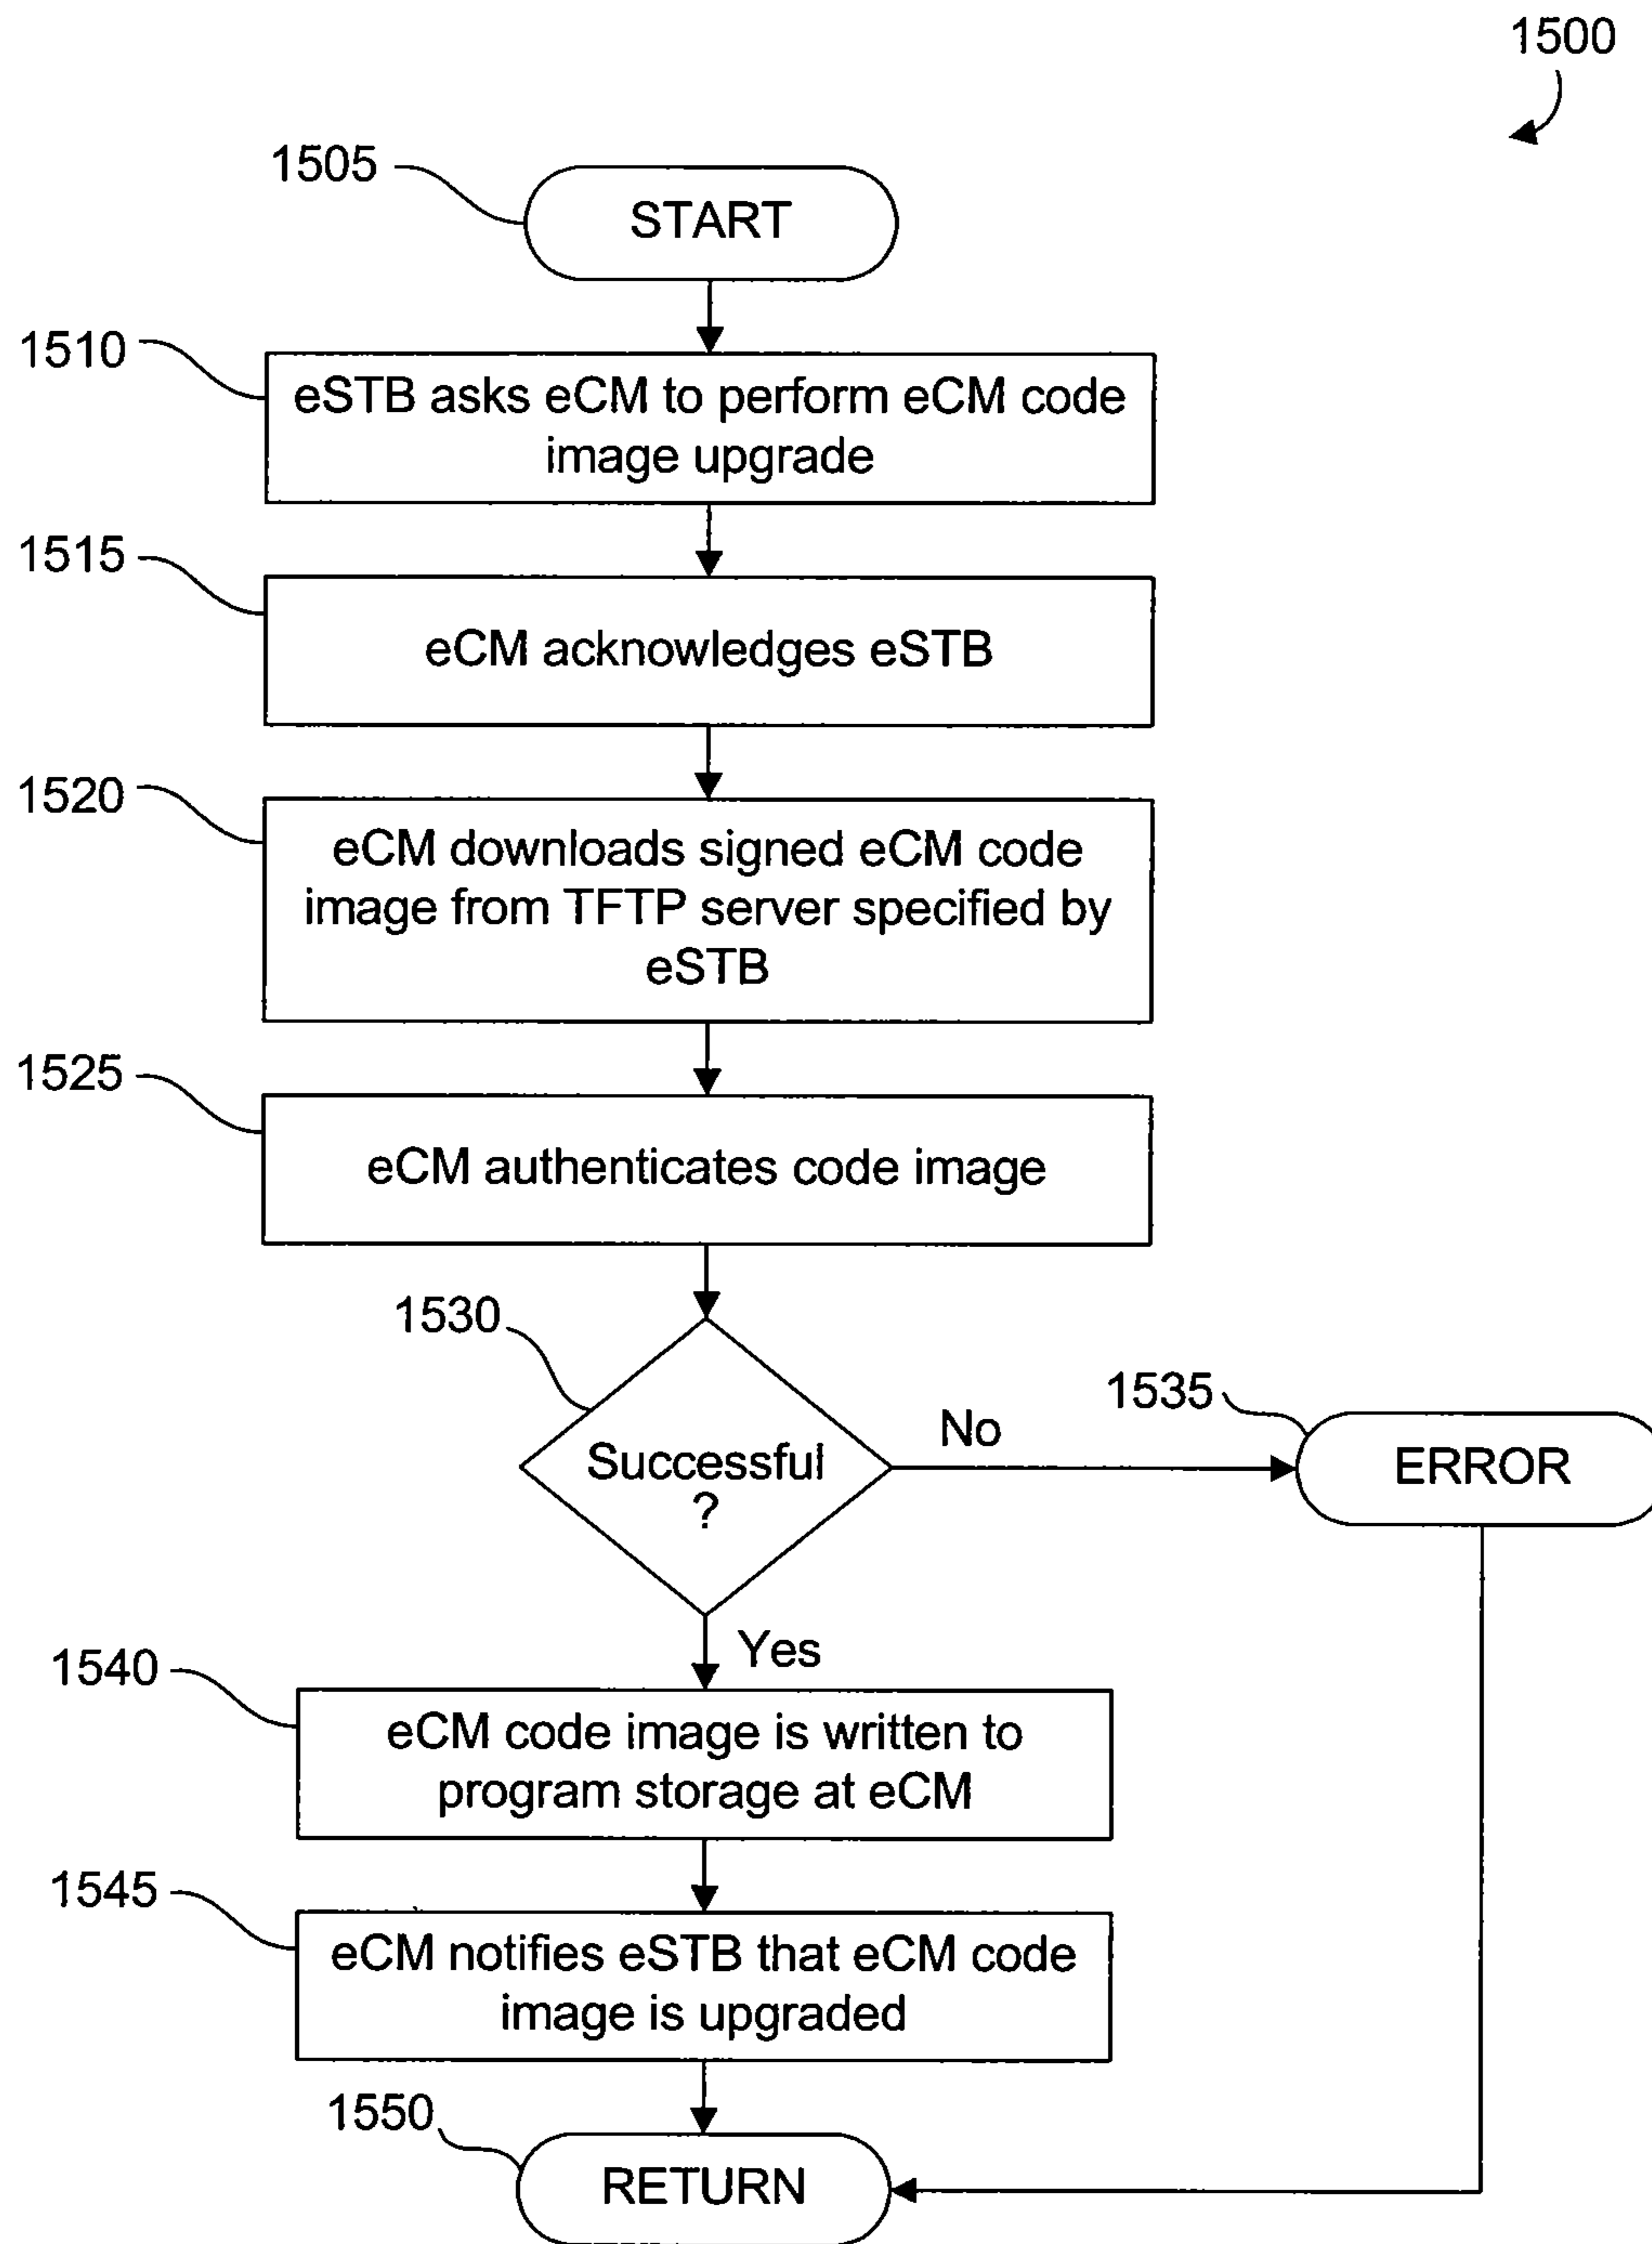 1500
1505
START
1510
eSTB asks eCM to perform eCM code
image upgrade
1515
eCM acknowledges eSTB
1520
eCM downloads signed eCM code
image from TFTP server specified by
eSTB
1525
eCM authenticates code image
1530
Successful
?
No
1535
ERROR
Yes
1540
eCM code image is written to
program storage at eCM
1545
eCM notifies eSTB that eCM code
image is upgraded
1550
RETURN